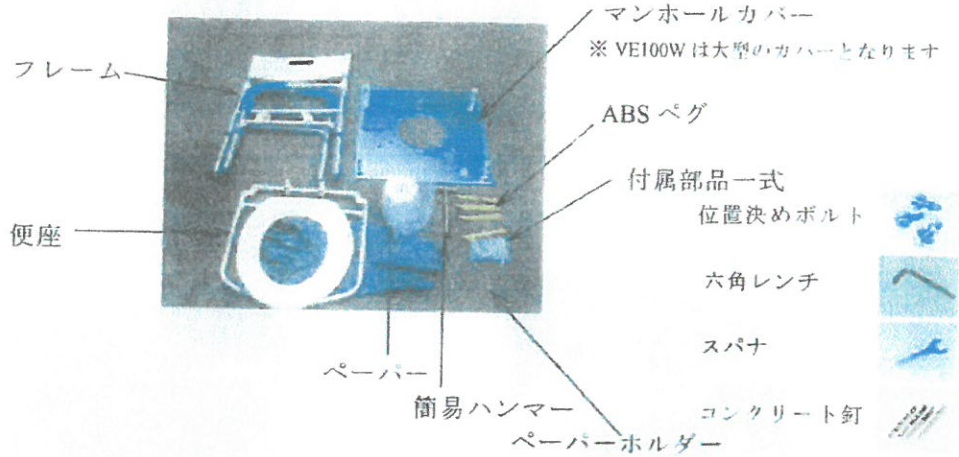 マンホールカバー
※ VE100W は大型のカバーとなります
フレーム
ABS ペグ
付属部品一式
位置決めボルト
便座
六角レンチ
スパナ
ペーパー
簡易ハンマー
コンクリート釘
ペーパーホルダー